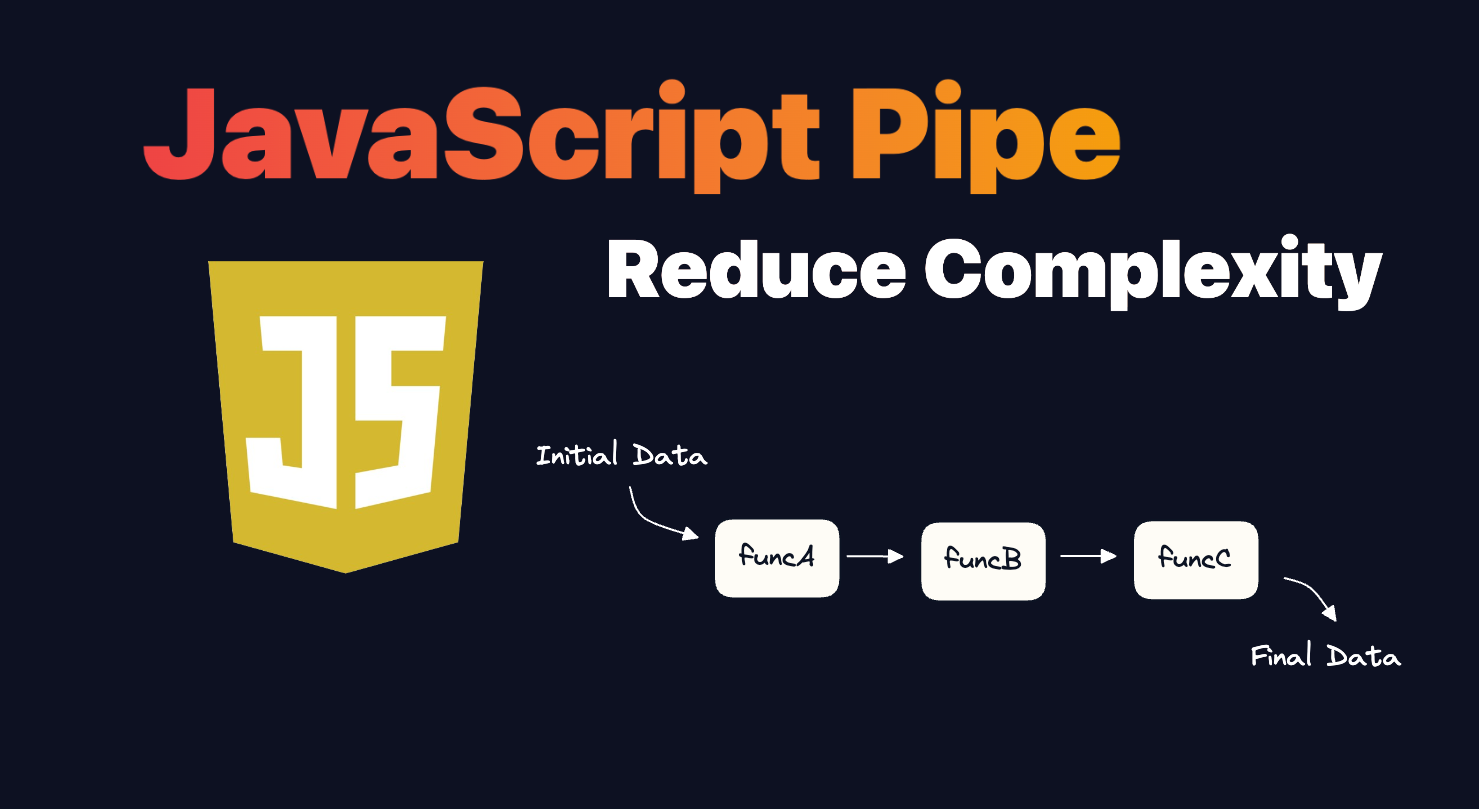 JavaScript Pipe
Reduce Complexity
JS
Initial Data
funcA
funcB
funcC
Final Data